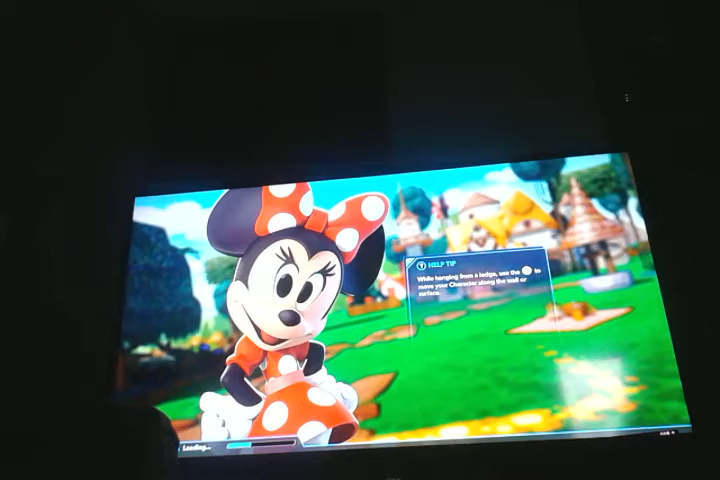 HELP TIP
While hanging from a ledge, use the to
move your Character along the wall or
surface.
Loading...